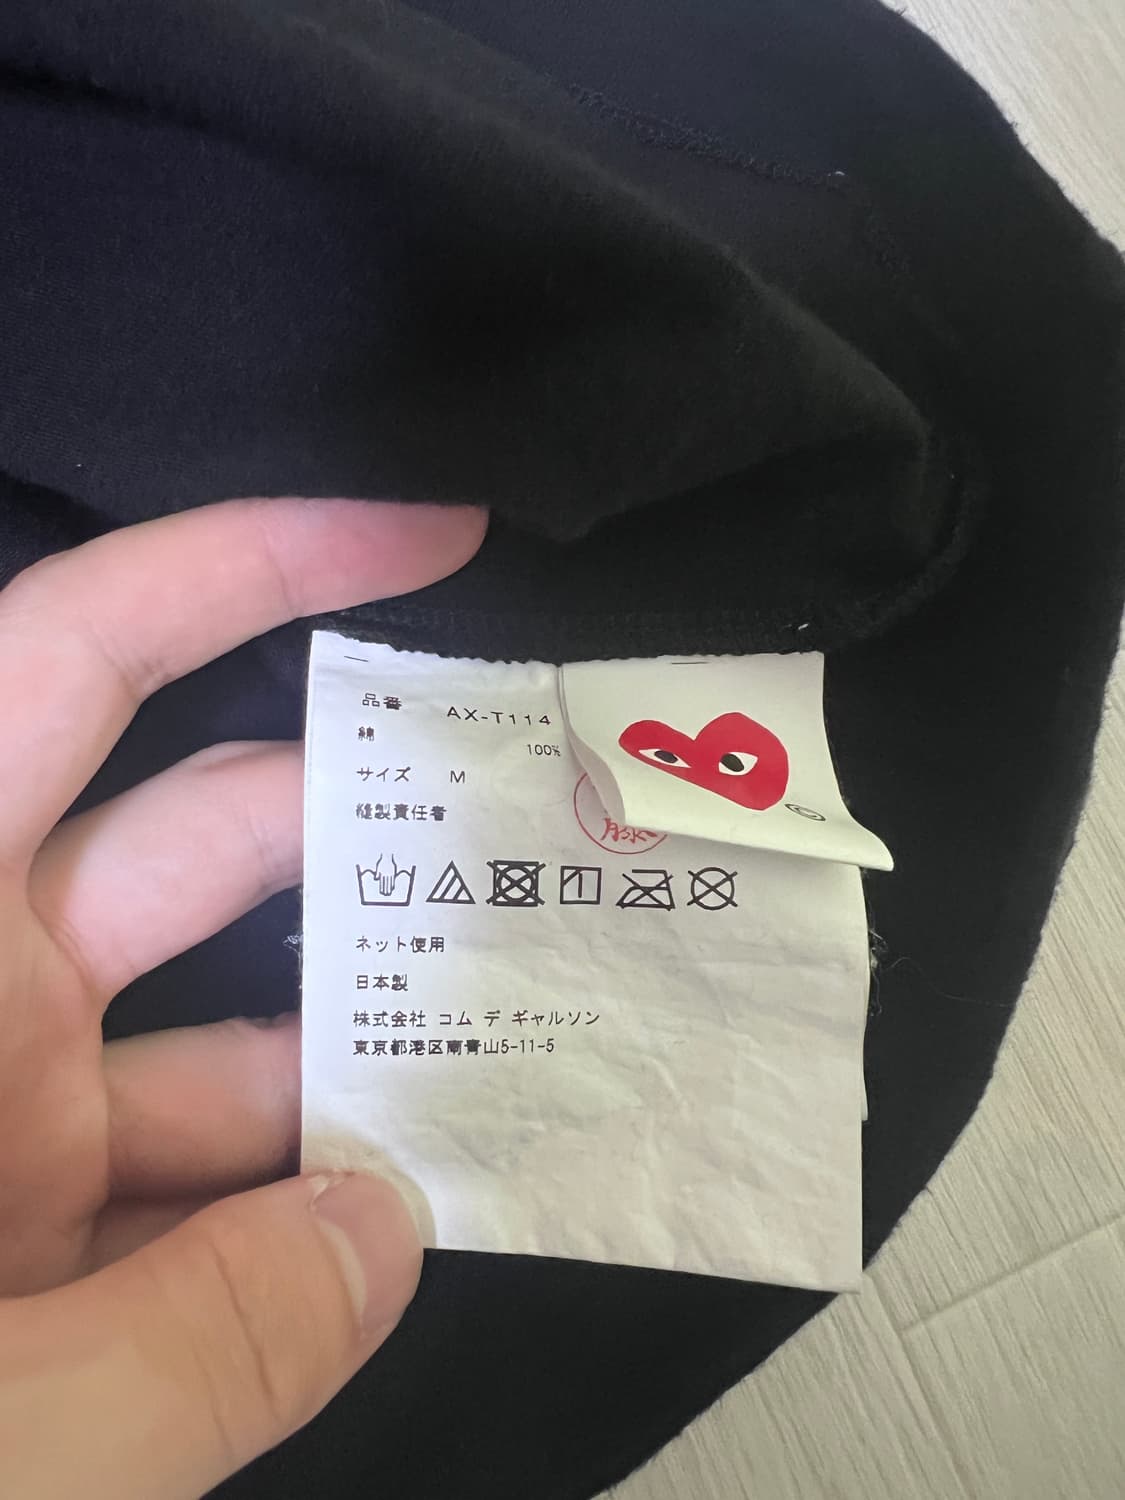 品番 AX-T114
綿 100%
サイズ M
縫製責任者
ネット使用
日本製
株式会社 コム デ ギャルソン
東京都港区南青山5-11-5